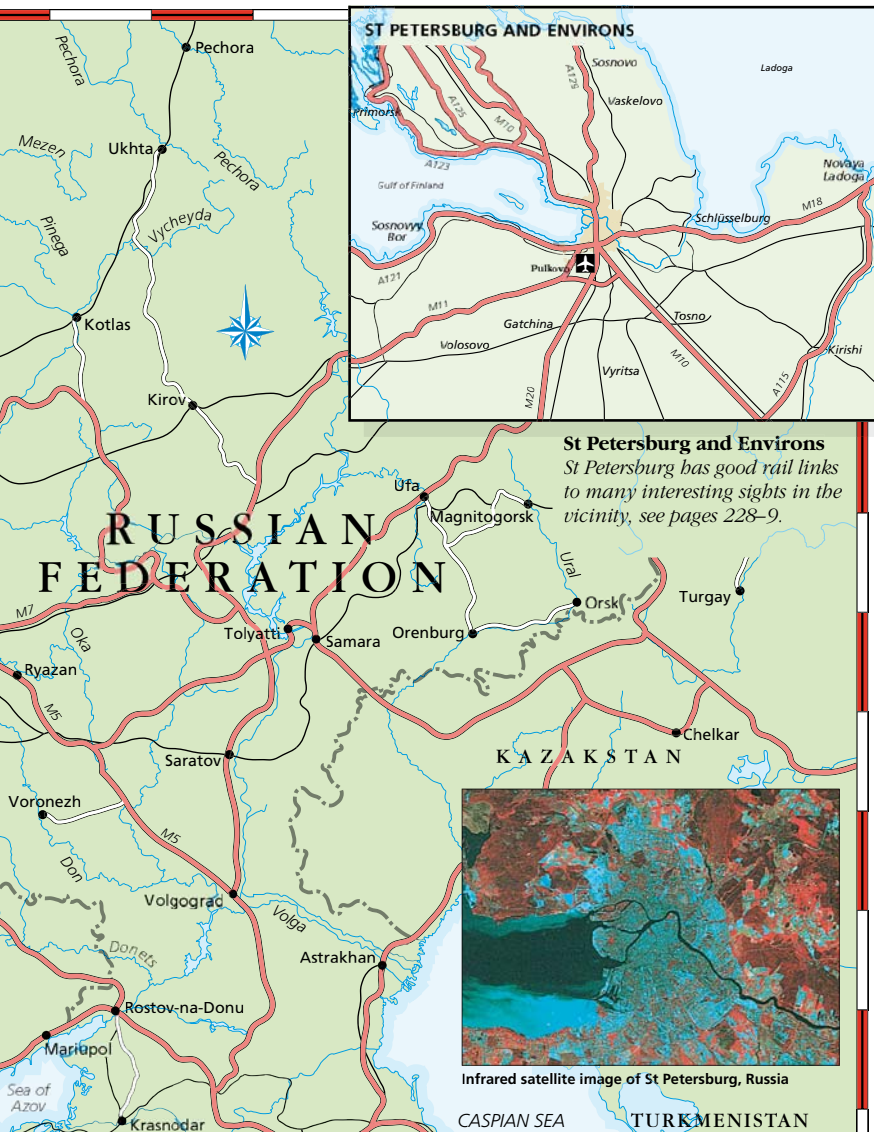 ST PETERSBURG AND ENVIRONS
Sosnovo
A129
Ladoga
Vaskelovo
Primorsk
A125
M10
A123
Gulf of Finland
Novaya
Ladoga
M18
Schlüsselburg
Sosnovyy
Bor
Pulkovo
A121
M11
Gatchina
Tosno
Volosovo
M10
Kirishi
Vyritsa
A115
M20
Pechora
Pechora
Mezen
Ukhta
Pechora
Pinega
Vycheyda
Kotlas
Kirov
St Petersburg and Environs
St Petersburg has good rail links
to many interesting sights in the
vicinity, see pages 228–9.
Ufa
Magnitogorsk
RUSSIAN
FEDERATION
Ural
Orsk
Turgay
M7
Oka
Tolyatti
Samara
Orenburg
Ryazan
M5
Saratov
Chelkar
KAZAKSTAN
Voronezh
M5
Don
Volgograd
Volga
Donets
Astrakhan
Rostov-na-Donu
Mariupol
Sea of
Azov
Krasnodar
Infrared satellite image of St Petersburg, Russia
CASPIAN SEA
TURKMENISTAN